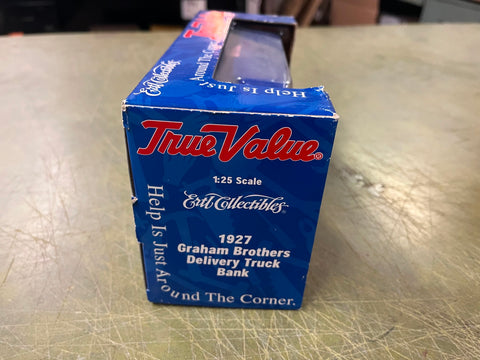 True Value®
1:25 Scale
Ertl Collectibles
1927
Graham Brothers
Delivery Truck
Bank
Help Is Just Around The Corner.
Ertl Collectibles
Around The Corner
Help Is Just